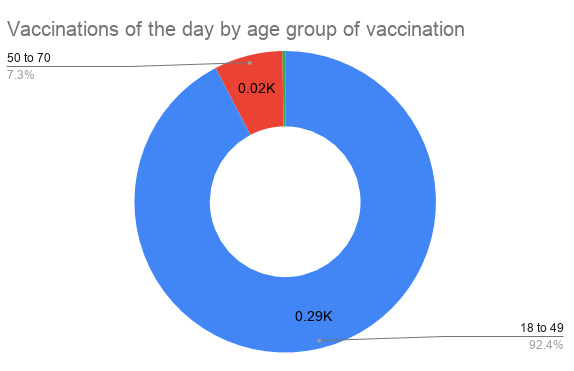 Vaccinations of the day by age group of vaccination
50 to 70
7.3%
0.02K
0.29K
18 to 49
92.4%